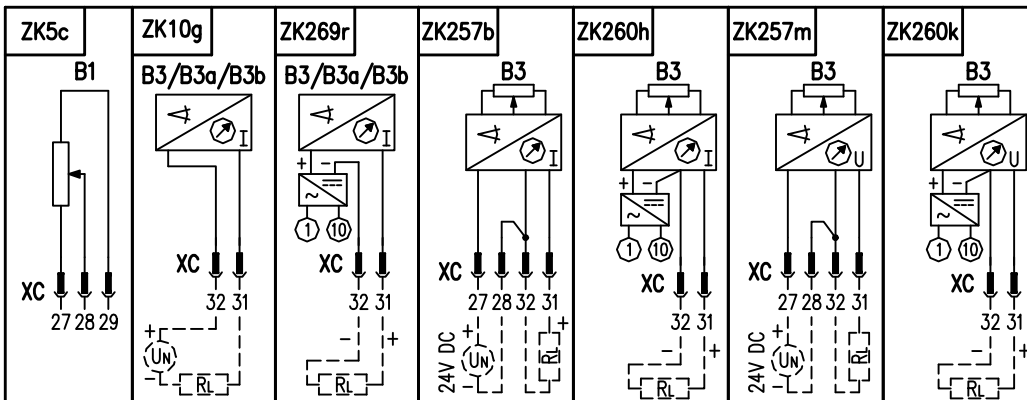 ZK5c
B1
XC
27 28 29
ZK10g
B3/B3a/B3b
I
XC
32 31
+
UN
-
RL
ZK269r
B3/B3a/B3b
I
+ -
~
1 10
XC
32 31
- +
RL
ZK257b
B3
I
XC
27 28 32 31
24V DC
+
UN
-
RL
+
ZK260h
B3
I
+ -
~
1 10
XC
32 31
- +
RL
ZK257m
B3
U
XC
27 28 32 31
24V DC
+
UN
-
RL
ZK260k
B3
U
+ -
~
1 10
XC
32 31
- +
RL